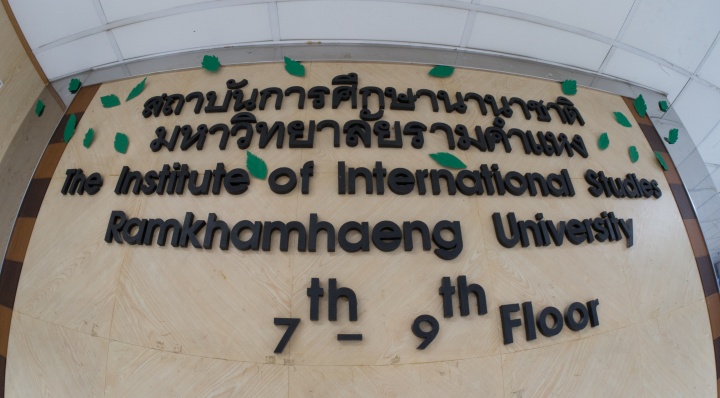 สถาบันการศึกษานานาชาติ
มหาวิทยาลัยรามคำแหง
The Institute of International Studies
Ramkhamhaeng University
7th - 9th Floor